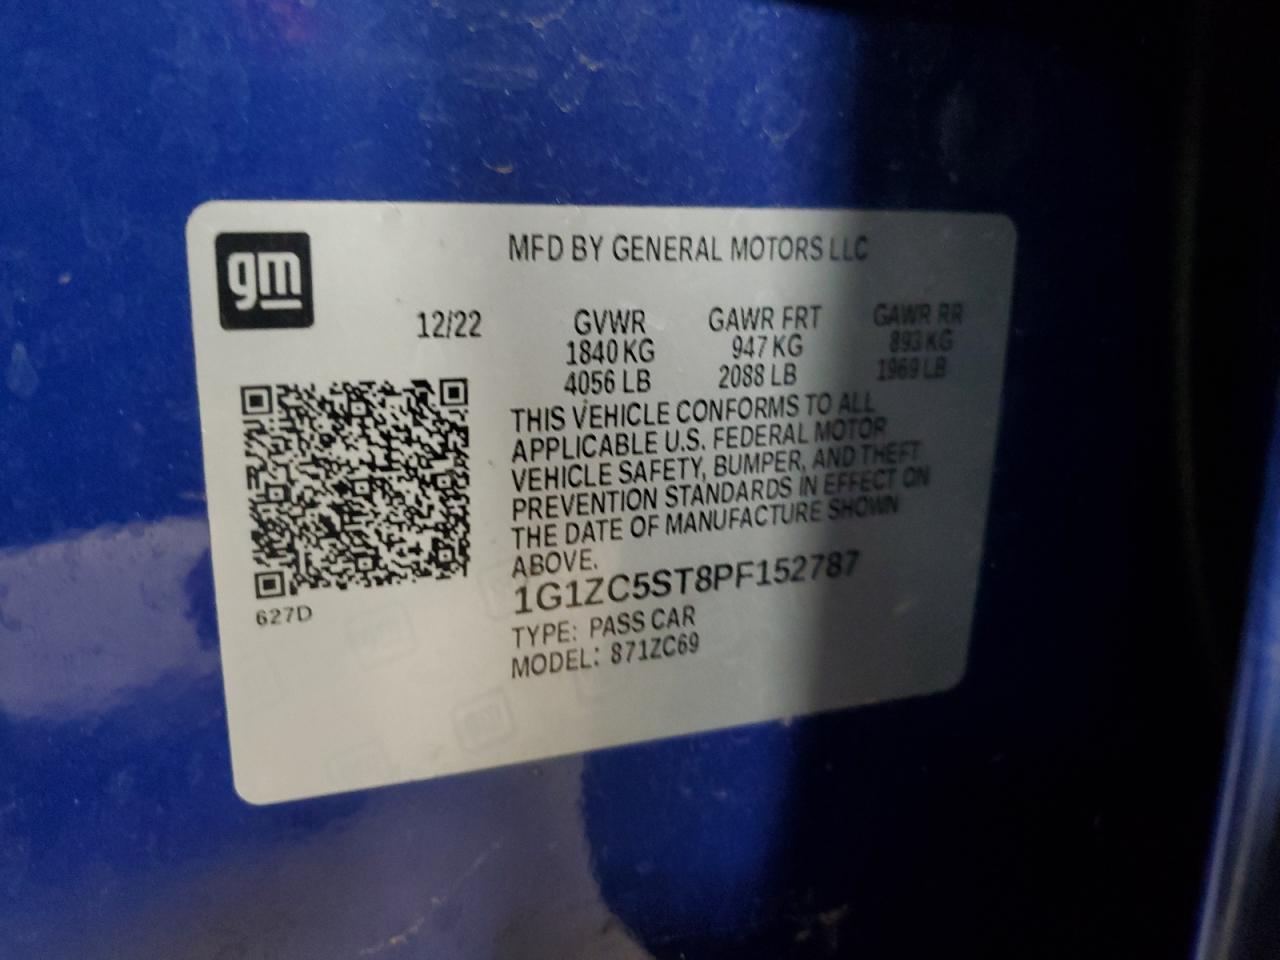 gm
MFD BY GENERAL MOTORS LLC
12/22 GVWR GAWR FRT GAWR RR
1840 KG 947 KG 893 KG
4056 LB 2088 LB 1969 LB
THIS VEHICLE CONFORMS TO ALL
APPLICABLE U.S. FEDERAL MOTOR
VEHICLE SAFETY, BUMPER, AND THEFT
PREVENTION STANDARDS IN EFFECT ON
THE DATE OF MANUFACTURE SHOWN
ABOVE.
1G1ZC5ST8PF152787
TYPE: PASS CAR
MODEL: 871ZC69
627D